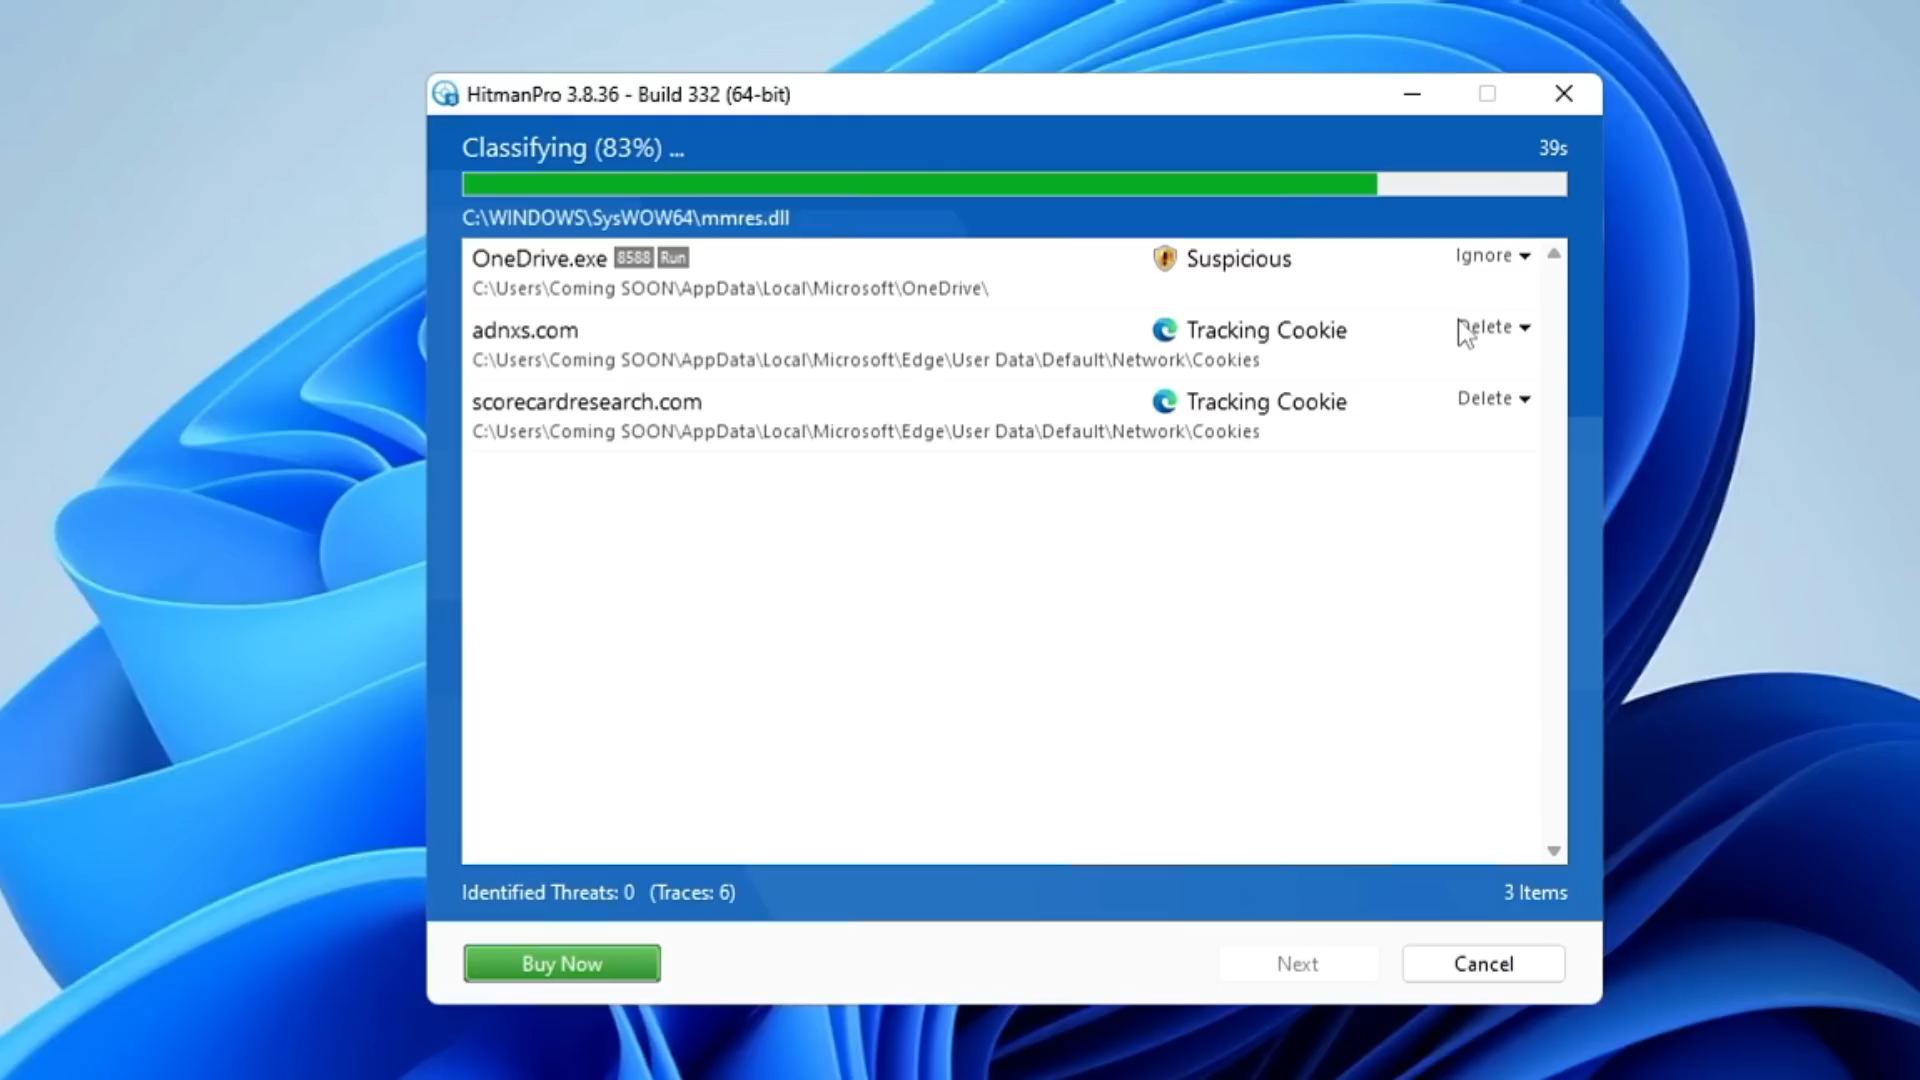 HitmanPro 3.8.36 - Build 332 (64-bit)
Classifying (83%) ...
39s
C:\WINDOWS\SysWOW64\mmres.dll
OneDrive.exe 8588 Run Suspicious Ignore
C:\Users\Coming SOON\AppData\Local\Microsoft\OneDrive\
adnxs.com Tracking Cookie Delete
C:\Users\Coming SOON\AppData\Local\Microsoft\Edge\User Data\Default\Network\Cookies
scorecardresearch.com Tracking Cookie Delete
C:\Users\Coming SOON\AppData\Local\Microsoft\Edge\User Data\Default\Network\Cookies
Identified Threats: 0 (Traces: 6)
3 Items
Buy Now
Next
Cancel